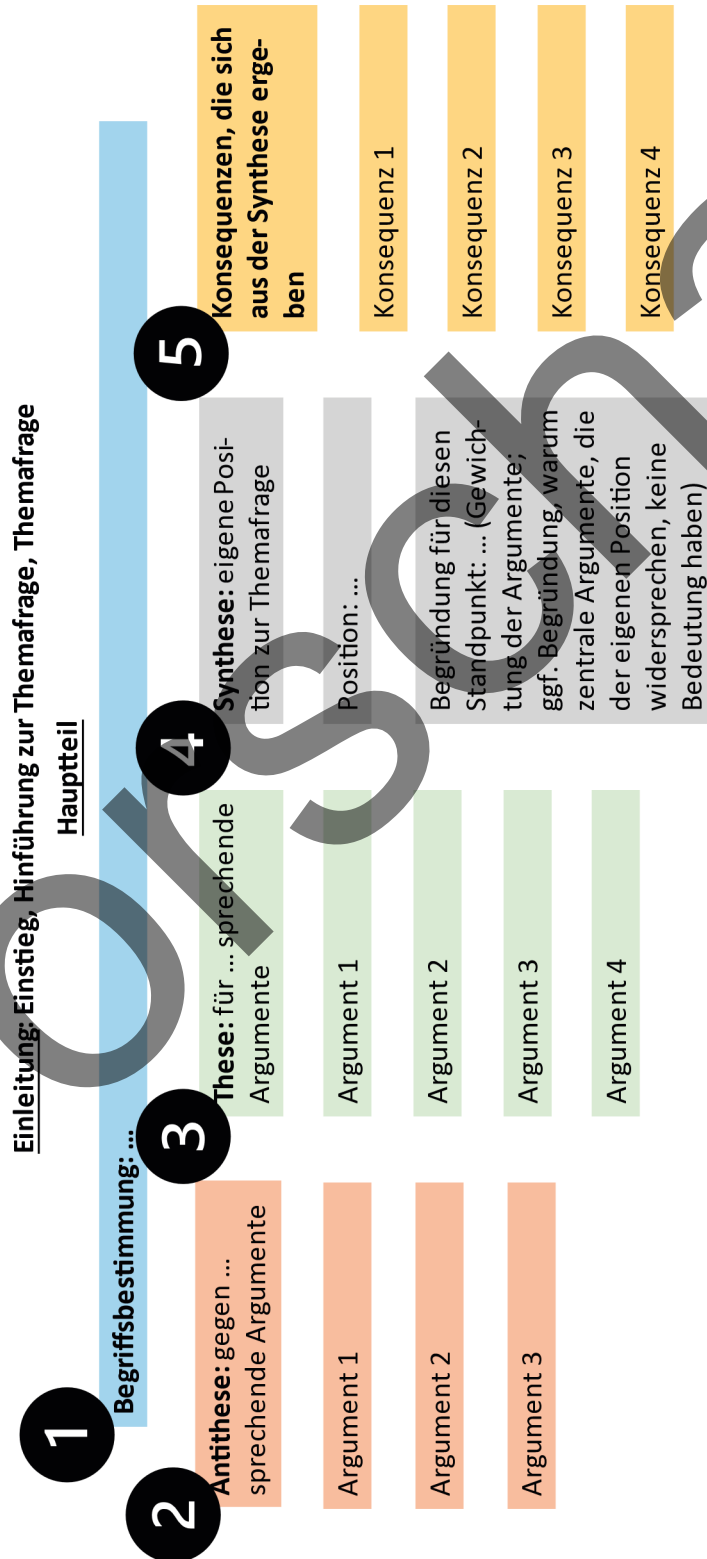 Einleitung: Einstieg, Hinführung zur Themafrage, Themafrage
Hauptteil
1
Begriffsbestimmung: ...
2
Antithese: gegen ...
sprechende Argumente
Argument 1
Argument 2
Argument 3
3
These: für ... sprechende
Argumente
Argument 1
Argument 2
Argument 3
Argument 4
4
Synthese: eigene Posi-
tion zur Themafrage
Position: ...
Begründung für diesen
Standpunkt: ... (Gewich-
tung der Argumente;
ggf. Begründung, warum
zentrale Argumente, die
der eigenen Position
widersprechen, keine
Bedeutung haben)
5
Konsequenzen, die sich
aus der Synthese erge-
ben
Konsequenz 1
Konsequenz 2
Konsequenz 3
Konsequenz 4
orsch